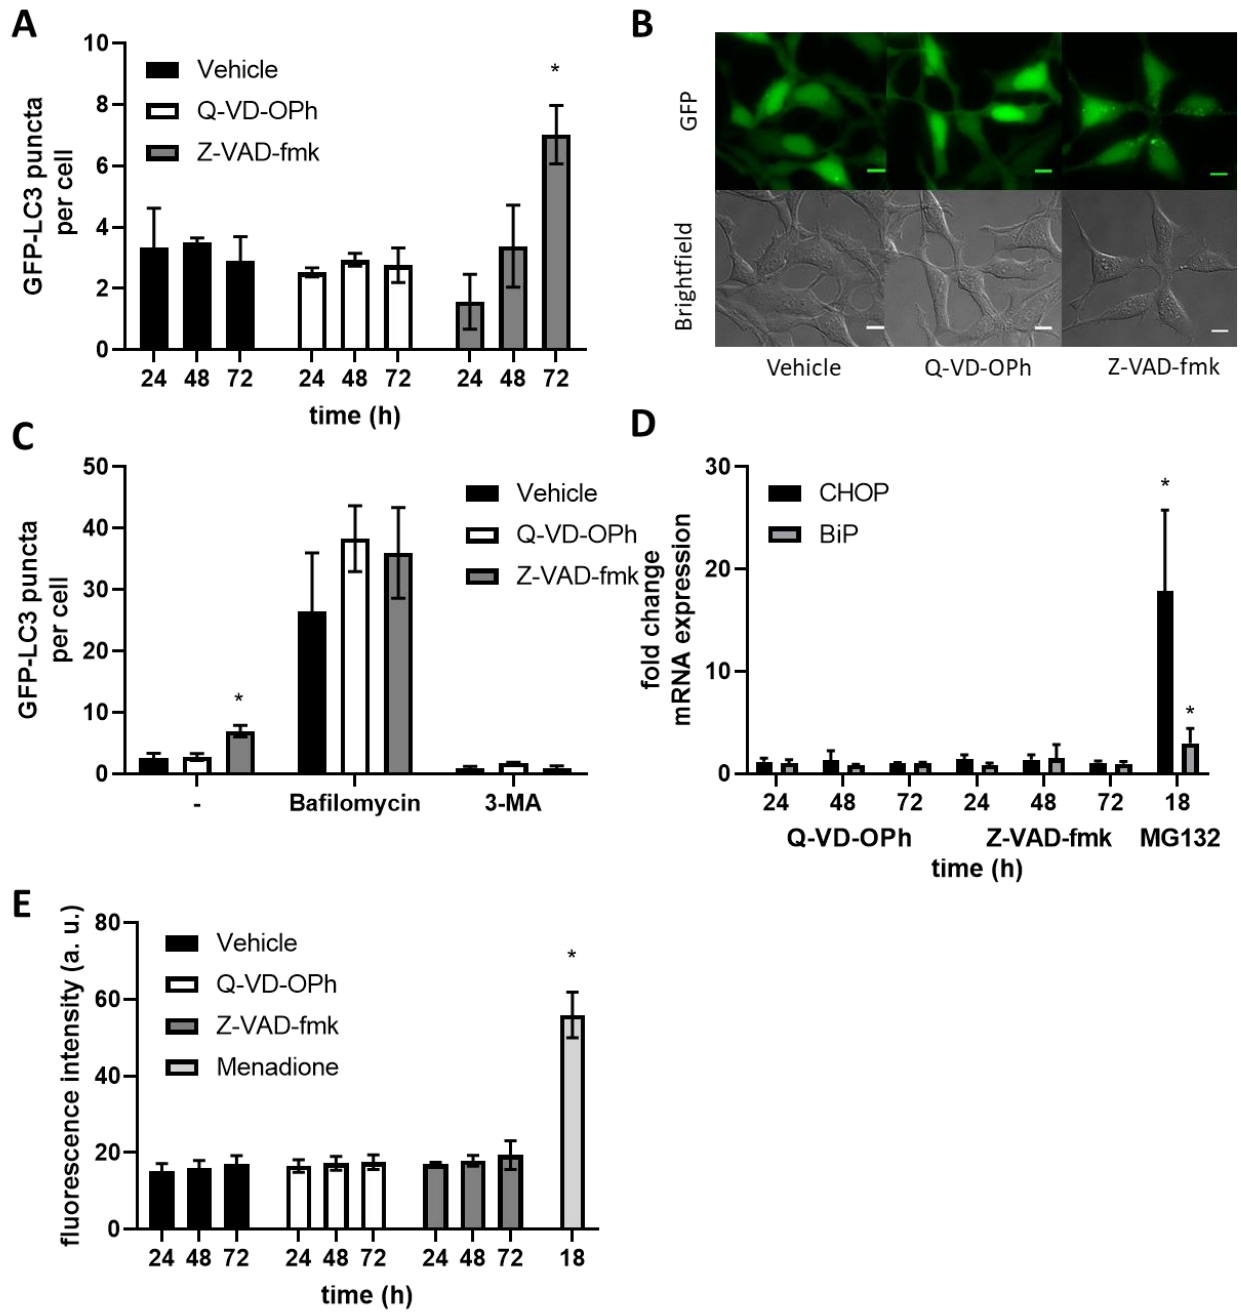 A
GFP-LC3 puncta
per cell
10
8
6
4
2
0
Vehicle
Q-VD-OPh
Z-VAD-fmk
*
24 48 72 24 48 72 24 48 72
time (h)
B
GFP
Brightfield
Vehicle Q-VD-OPh Z-VAD-fmk
C
GFP-LC3 puncta
per cell
50
40
30
20
10
0
Vehicle
Q-VD-OPh
Z-VAD-fmk
*
- Bafilomycin 3-MA
D
fold change
mRNA expression
30
20
10
0
CHOP
BiP
*
*
24 48 72 24 48 72 18
Q-VD-OPh Z-VAD-fmk MG132
time (h)
E
fluorescence intensity (a. u.)
80
60
40
20
0
Vehicle
Q-VD-OPh
Z-VAD-fmk
Menadione
*
24 48 72 24 48 72 24 48 72 18
time (h)